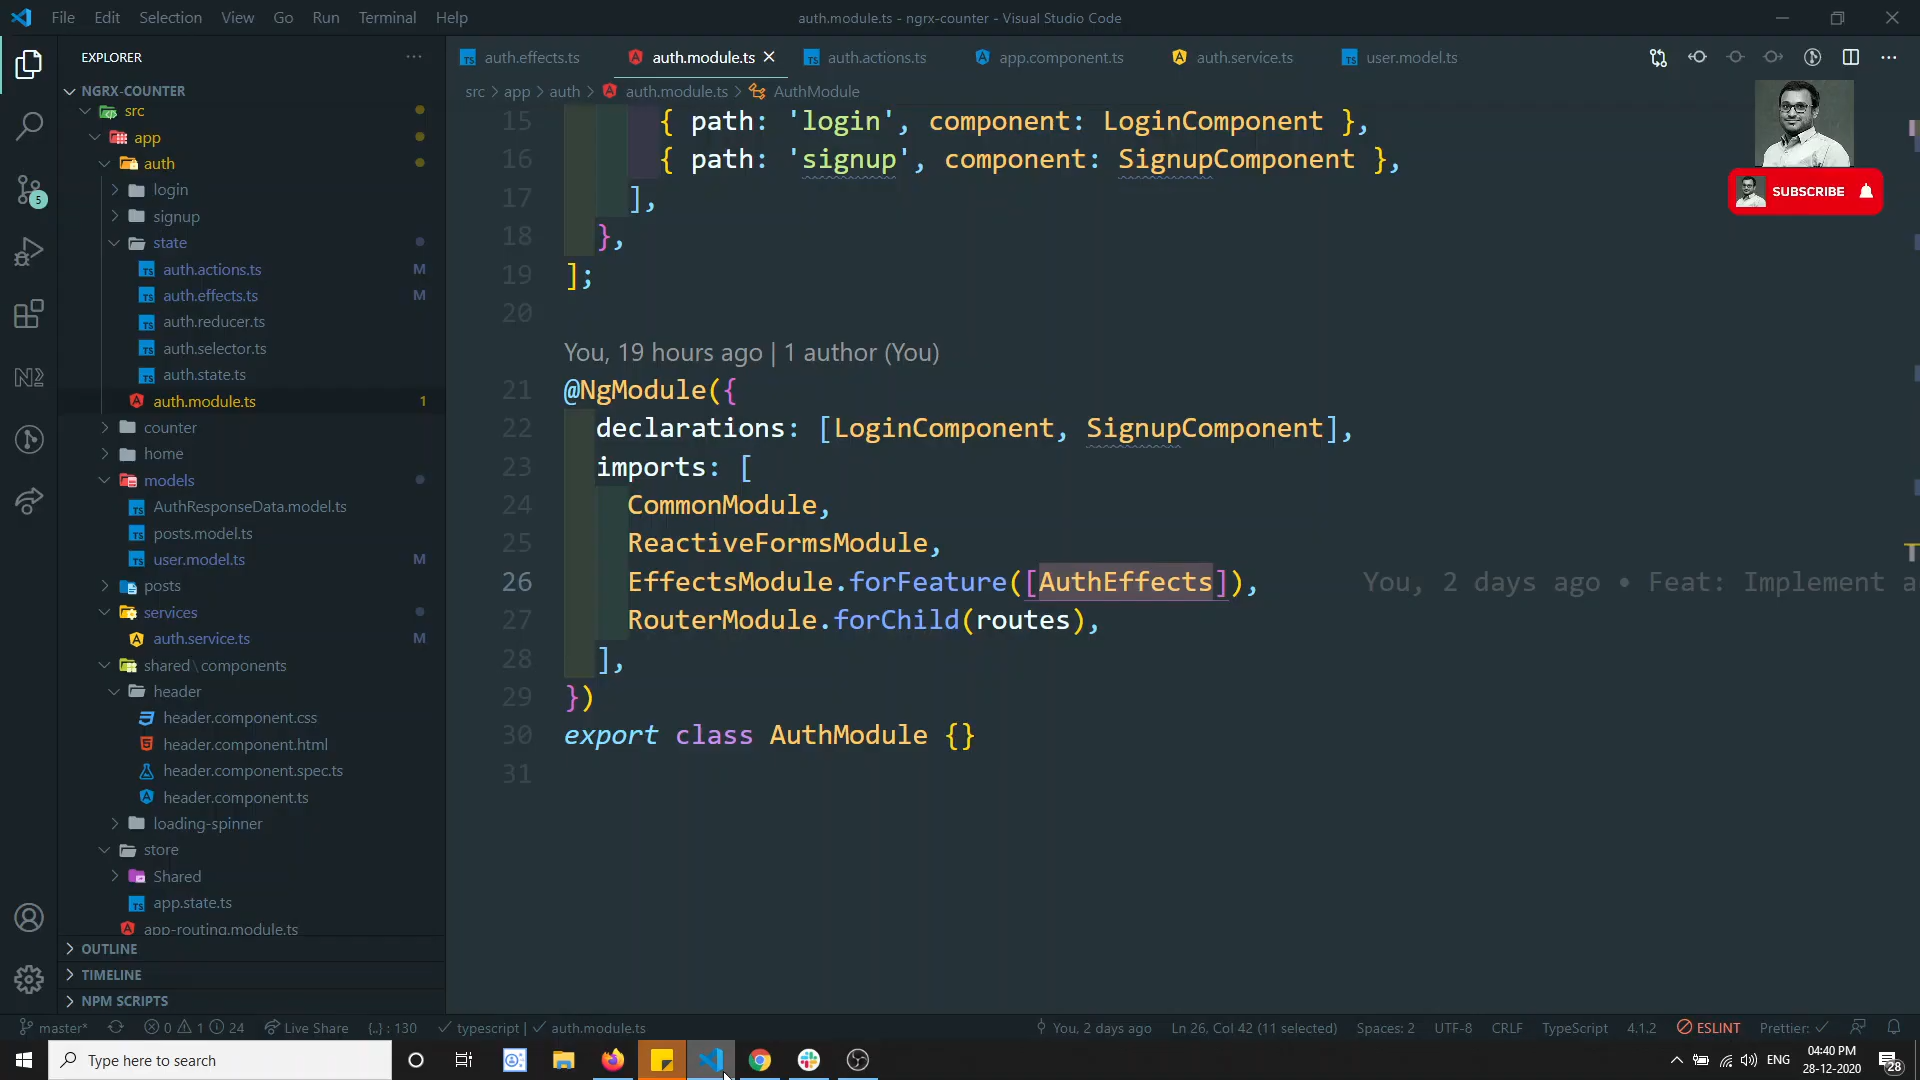 File Edit Selection View Go Run Terminal Help
auth.module.ts - ngrx-counter - Visual Studio Code
EXPLORER
auth.effects.ts auth.module.ts auth.actions.ts app.component.ts auth.service.ts user.model.ts
src > app > auth > auth.module.ts > AuthModule
NGRX-COUNTER
src
app
auth
login
signup
state
auth.actions.ts M
auth.effects.ts M
auth.reducer.ts
auth.selector.ts
auth.state.ts
auth.module.ts 1
counter
home
models
AuthResponseData.model.ts
posts.model.ts
user.model.ts M
posts
services
auth.service.ts M
shared \ components
header
header.component.css
header.component.html
header.component.spec.ts
header.component.ts
loading-spinner
store
Shared
app.state.ts
app-routing.module.ts
OUTLINE
TIMELINE
NPM SCRIPTS
5
15 { path: 'login', component: LoginComponent },
16 { path: 'signup', component: SignupComponent },
17 ],
18 },
19 ];
20
You, 19 hours ago | 1 author (You)
21 @NgModule({
22 declarations: [LoginComponent, SignupComponent],
23 imports: [
24 CommonModule,
25 ReactiveFormsModule,
26 EffectsModule.forFeature([AuthEffects]), You, 2 days ago • Feat: Implement a
27 RouterModule.forChild(routes),
28 ],
29 })
30 export class AuthModule {}
31
SUBSCRIBE
master* 0 1 24 Live Share {..} : 130 typescript | auth.module.ts
You, 2 days ago Ln 26, Col 42 (11 selected) Spaces: 2 UTF-8 CRLF TypeScript 4.1.2 ESLINT Prettier: ✓
Type here to search
ENG 04:40 PM
28-12-2020
28